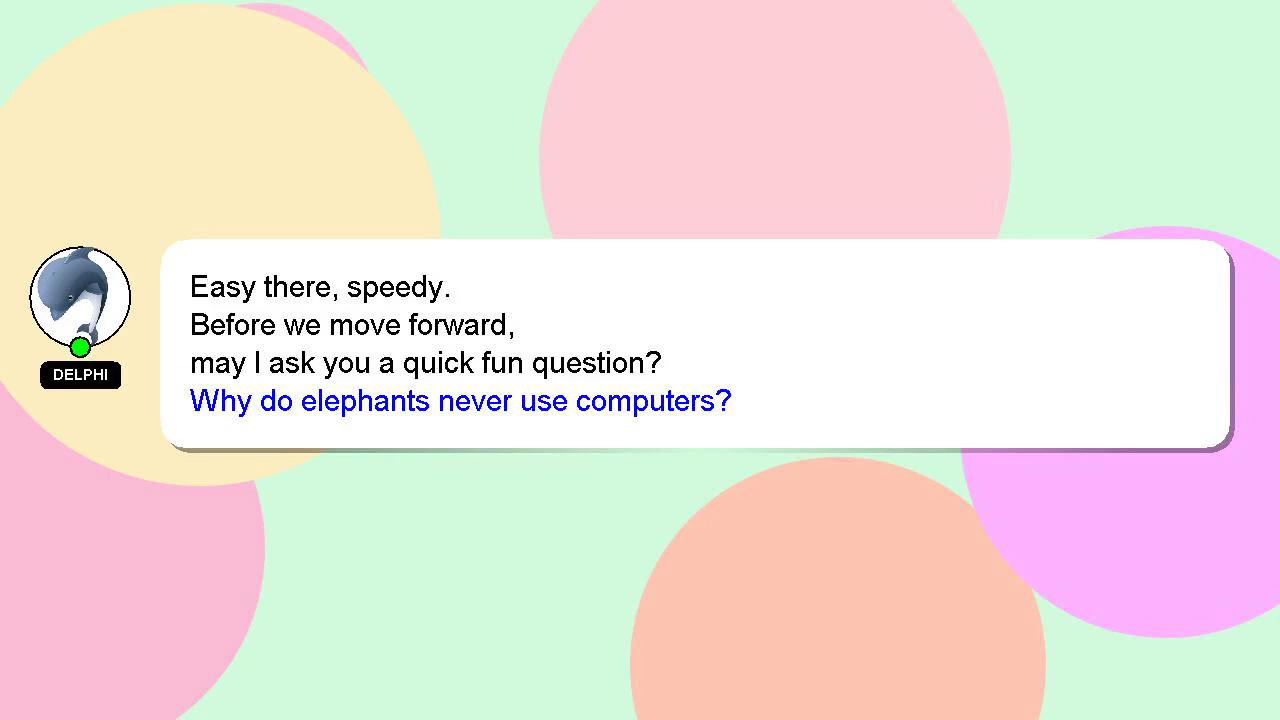 Easy there, speedy.
Before we move forward,
may I ask you a quick fun question?
Why do elephants never use computers?
DELPHI